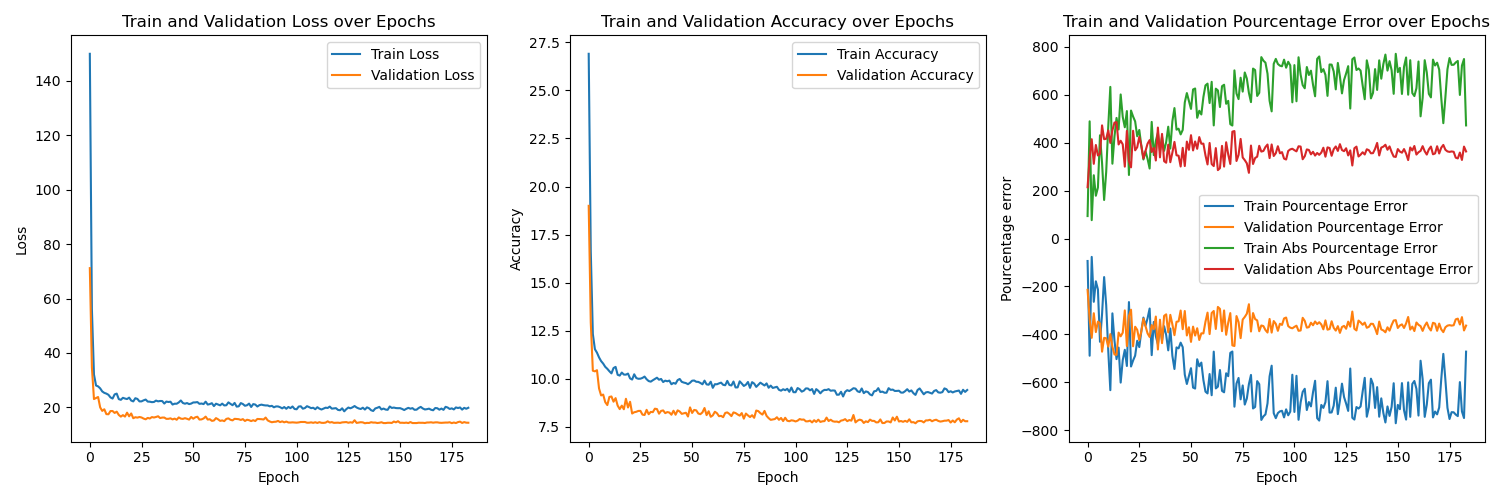 Train and Validation Loss over Epochs
Train Loss
Validation Loss
140
120
100
80
60
40
20
0
25
50
75
100
125
150
175
Loss
Epoch
Train and Validation Accuracy over Epochs
Train Accuracy
Validation Accuracy
27.5
25.0
22.5
20.0
17.5
15.0
12.5
10.0
7.5
0
25
50
75
100
125
150
175
Accuracy
Epoch
Train and Validation Pourcentage Error over Epochs
Train Pourcentage Error
Validation Pourcentage Error
Train Abs Pourcentage Error
Validation Abs Pourcentage Error
800
600
400
200
0
−200
−400
−600
−800
0
25
50
75
100
125
150
175
Pourcentage error
Epoch